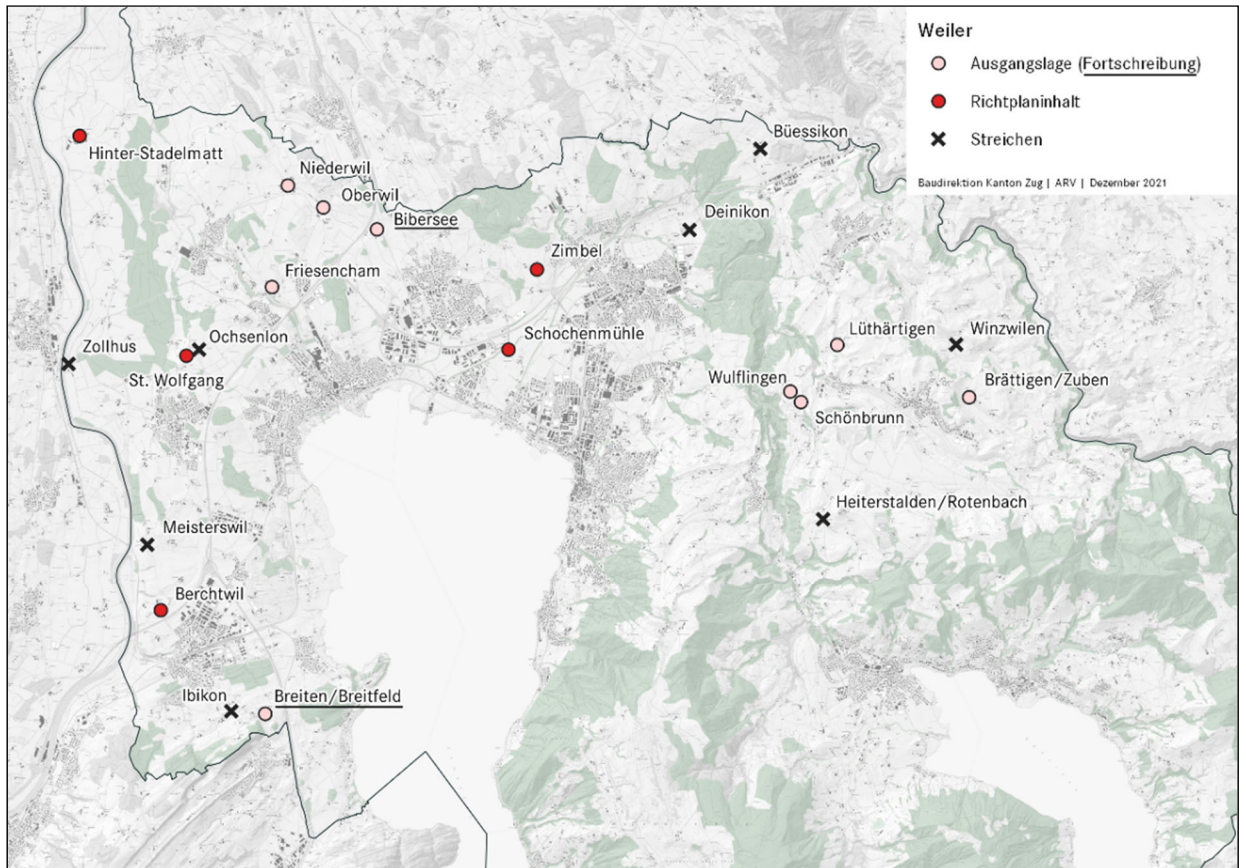 Weiler
Ausgangslage (Fortschreibung)
Richtplaninhalt
Streichen
Baudirektion Kanton Zug | ARV | Dezember 2021
Hinter-Stadelmatt
Büessikon
Niederwil
Oberwil
Bibersee
Deinikon
Zimbel
Friesencham
Ochsenlon
Schochenmühle
Lüthärtigen
Winzwilen
Zollhus
St. Wolfgang
Wulflingen
Brättigen/Zuben
Schönbrunn
Heiterstalden/Rotenbach
Meisterswil
Berchtwil
Ibikon
Breiten/Breitfeld